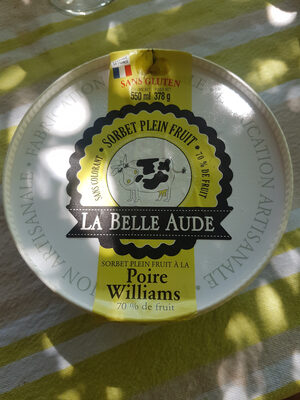 SANS GLUTEN
550 ml 378 g
SORBET PLEIN FRUIT
SANS COLORANT • • 70 % DE FRUIT
LA BELLE AUDE
SORBET PLEIN FRUIT À LA
Poire
Williams
70 % de fruit
FABRICATION ARTISANALE •
FABRICATION ARTISANALE •